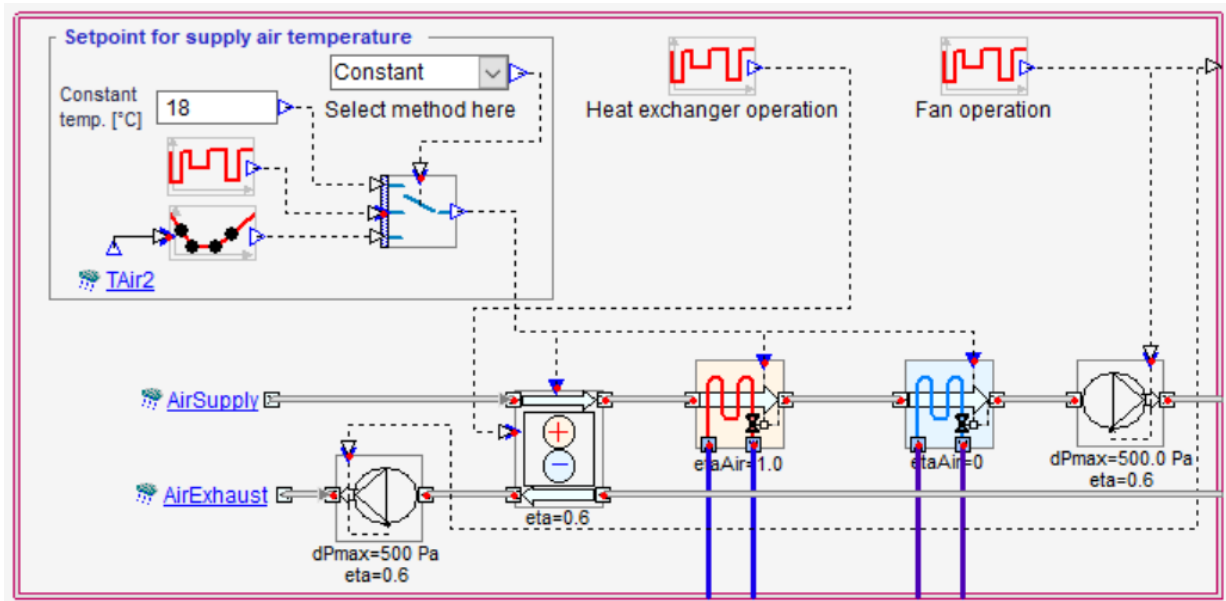 Setpoint for supply air temperature
Constant
Constant
temp. [°C]
18
Select method here
Heat exchanger operation
Fan operation
TAir2
AirSupply
etaAir=1.0
etaAir=0
dPmax=500.0 Pa
eta=0.6
AirExhaust
eta=0.6
dPmax=500 Pa
eta=0.6